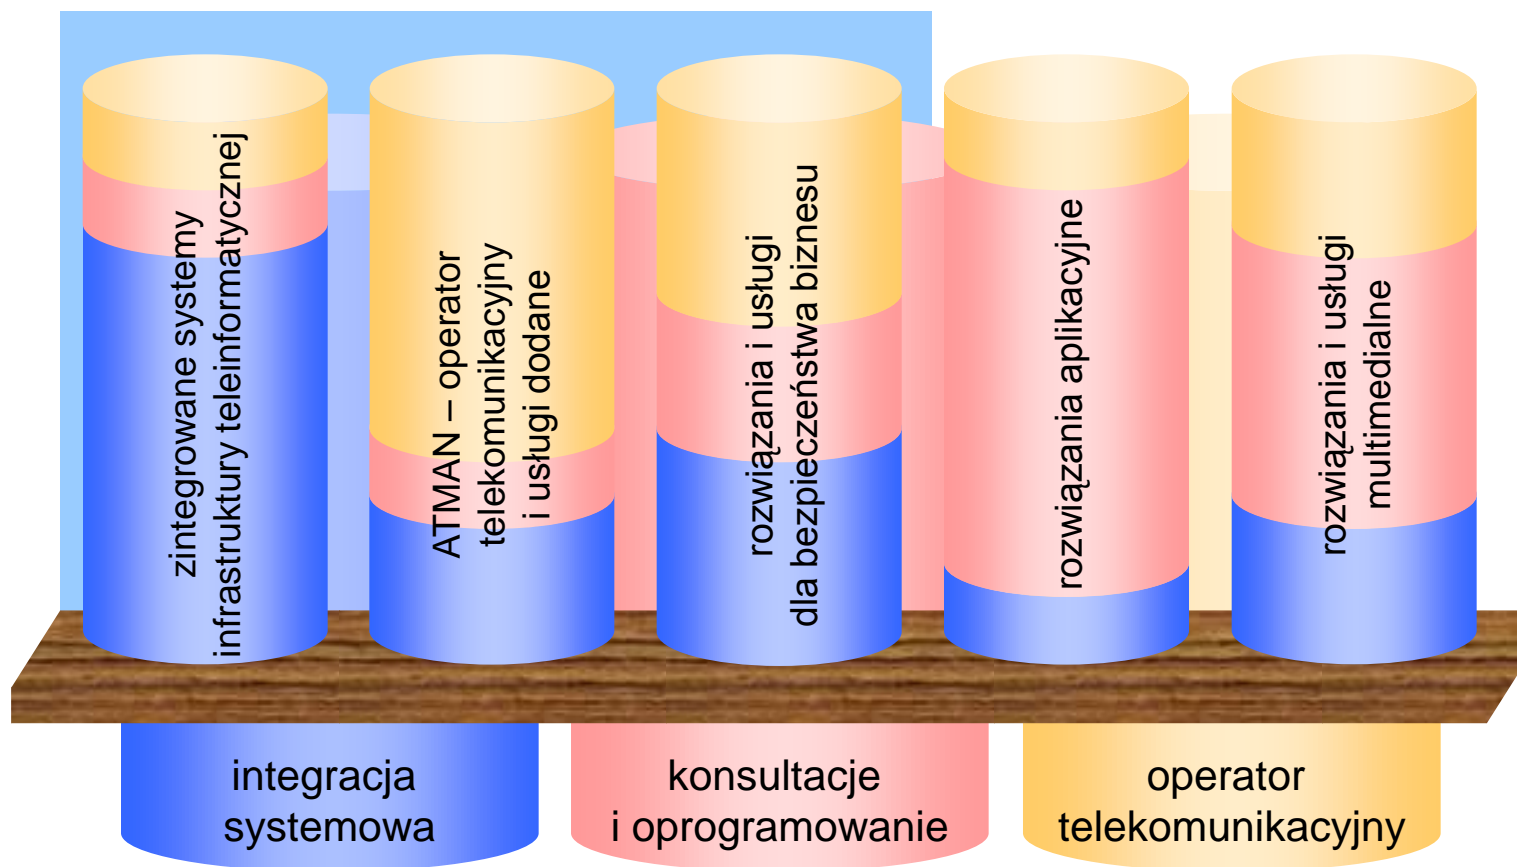 zintegrowane systemy
infrastruktury teleinformatycznej
ATMAN – operator
telekomunikacyjny
i usługi dodane
rozwiązania i usługi
dla bezpieczeństwa biznesu
rozwiązania aplikacyjne
rozwiązania i usługi
multimedialne
integracja
systemowa
konsultacje
i oprogramowanie
operator
telekomunikacyjny